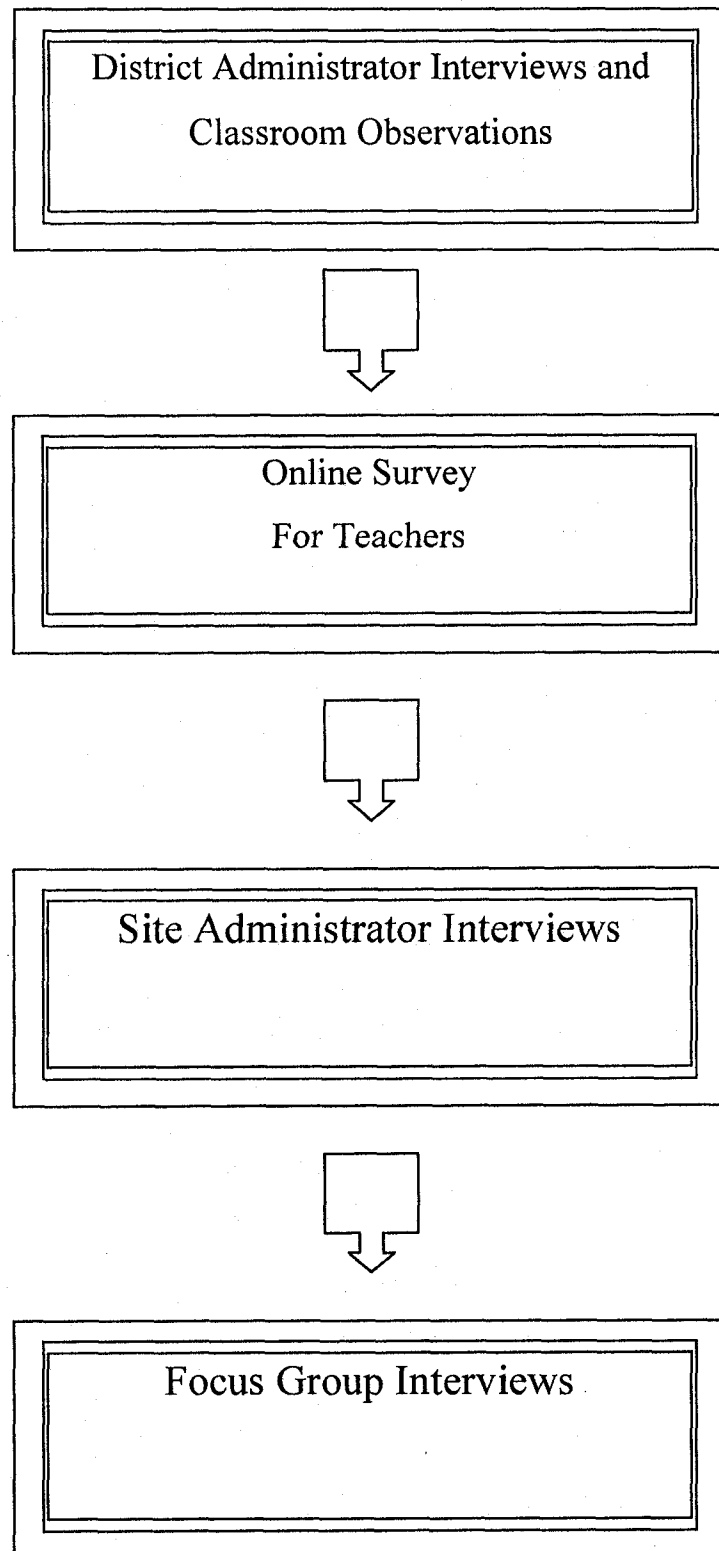 District Administrator Interviews and
Classroom Observations
Online Survey
For Teachers
Site Administrator Interviews
Focus Group Interviews